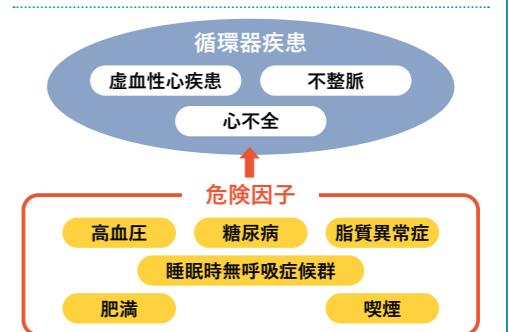 循環器疾患
虚血性心疾患 不整脈
心不全
危険因子
高血圧 糖尿病 脂質異常症
睡眠時無呼吸症候群
肥満 喫煙